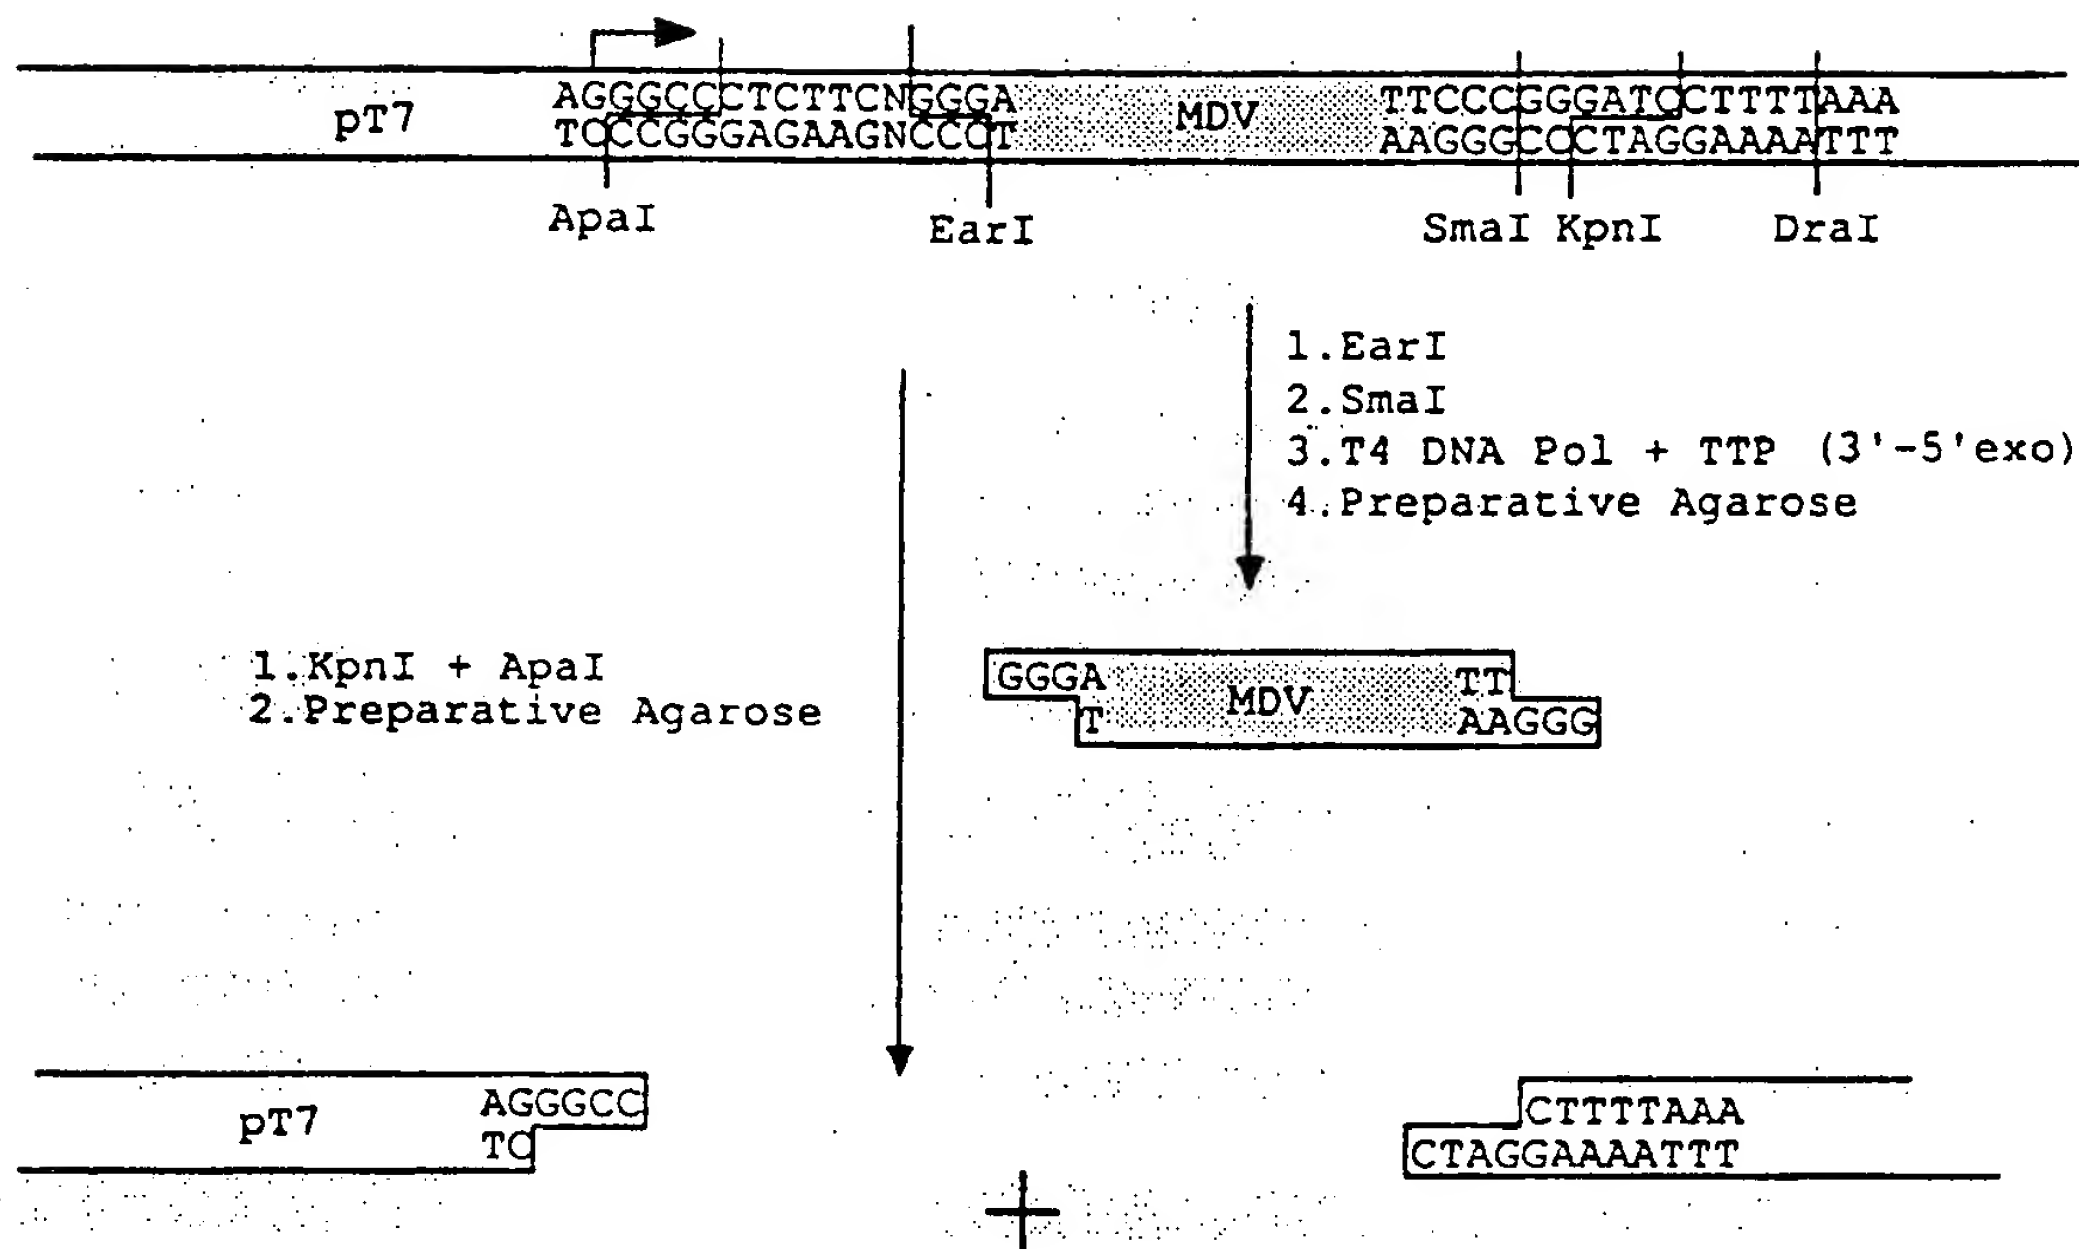 pT7
AGGGCCCTCTTCNGGGA
TCCCGGGAGAAGNCCCT
MDV
TTCCCGGGATCCTTTTAAA
AAGGGCCCTAGGAAAATTT
ApaI
EarI
SmaI
KpnI
DraI
1.EarI
2.SmaI
3.T4 DNA Pol + TTP (3'-5'exo)
4.Preparative Agarose
1.KpnI + ApaI
2.Preparative Agarose
GGGA
T
MDV
TT
AAGGG
pT7
AGGGCC
TC
CTTTTAAA
CTAGGAAAATTT
+